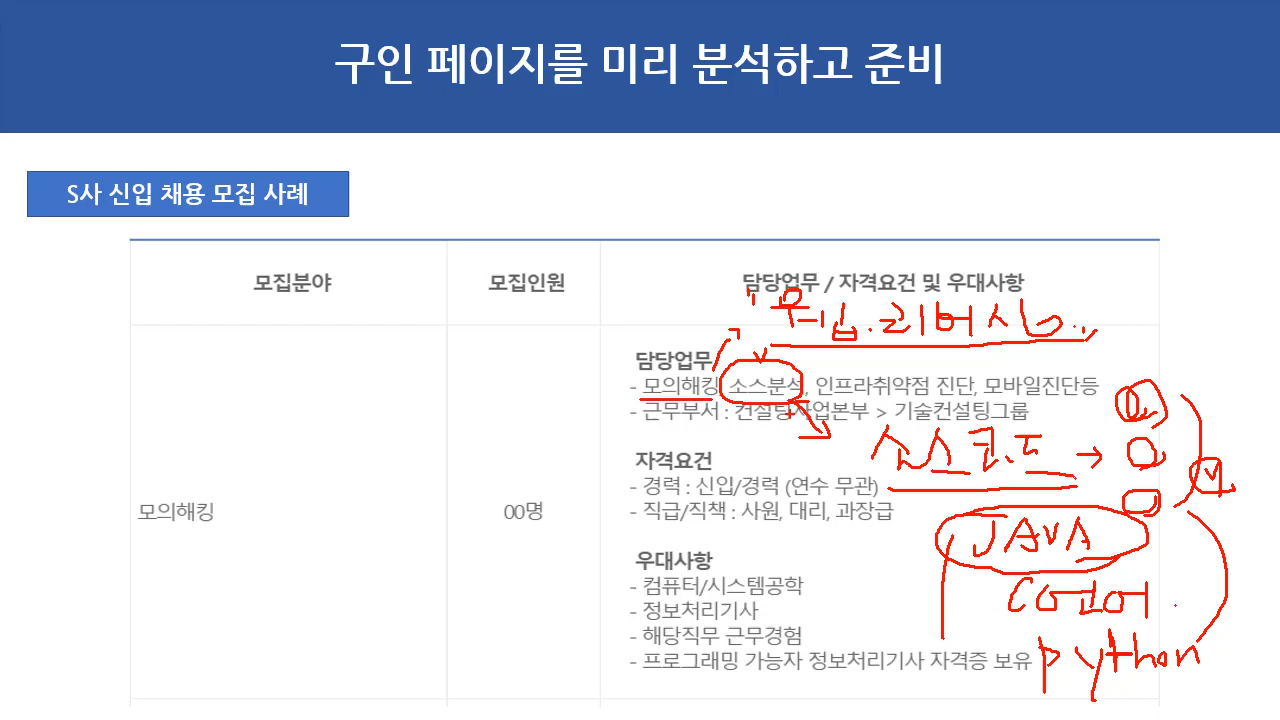 구인 페이지를 미리 분석하고 준비
S사 신입 채용 모집 사례
모집분야 모집인원 담당업무 / 자격요건 및 우대사항
모의해킹 00명
담당업무
- 모의해킹, 소스분석, 인프라취약점 진단, 모바일진단등
- 근무부서 : 컨설팅사업본부 > 기술컨설팅그룹
자격요건
- 경력 : 신입/경력 (연수 무관)
- 직급/직책 : 사원, 대리, 과장급
우대사항
- 컴퓨터/시스템공학
- 정보처리기사
- 해당직무 근무경험
- 프로그래밍 가능자 정보처리기사 자격증 보유
리버싱
소스코드 →
JAVA
C언어
python